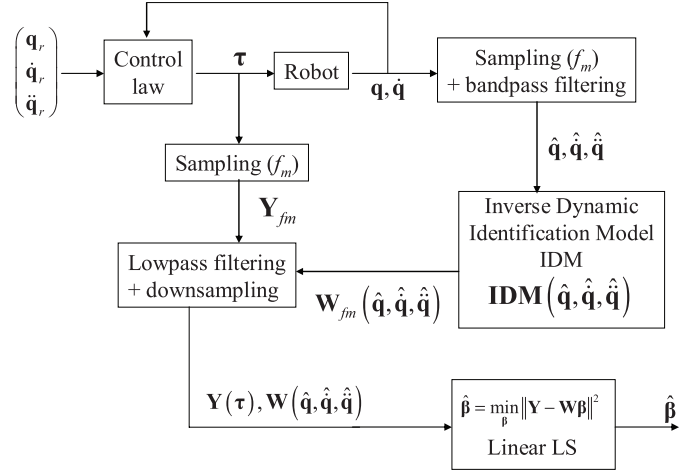 q_r
q̇_r
q̈_r
Control
law
τ
Robot
q, q̇
Sampling (f_m)
+ bandpass filtering
Sampling (f_m)
q̂, q̇̂, q̈̂
Y_fm
Inverse Dynamic
Identification Model
IDM
IDM(q̂, q̇̂, q̈̂)
Lowpass filtering
+ downsampling
W_fm(q̂, q̇̂, q̈̂)
Y(τ), W(q̂, q̇̂, q̈̂)
β̂ = min_β ‖Y − Wβ‖²
Linear LS
β̂